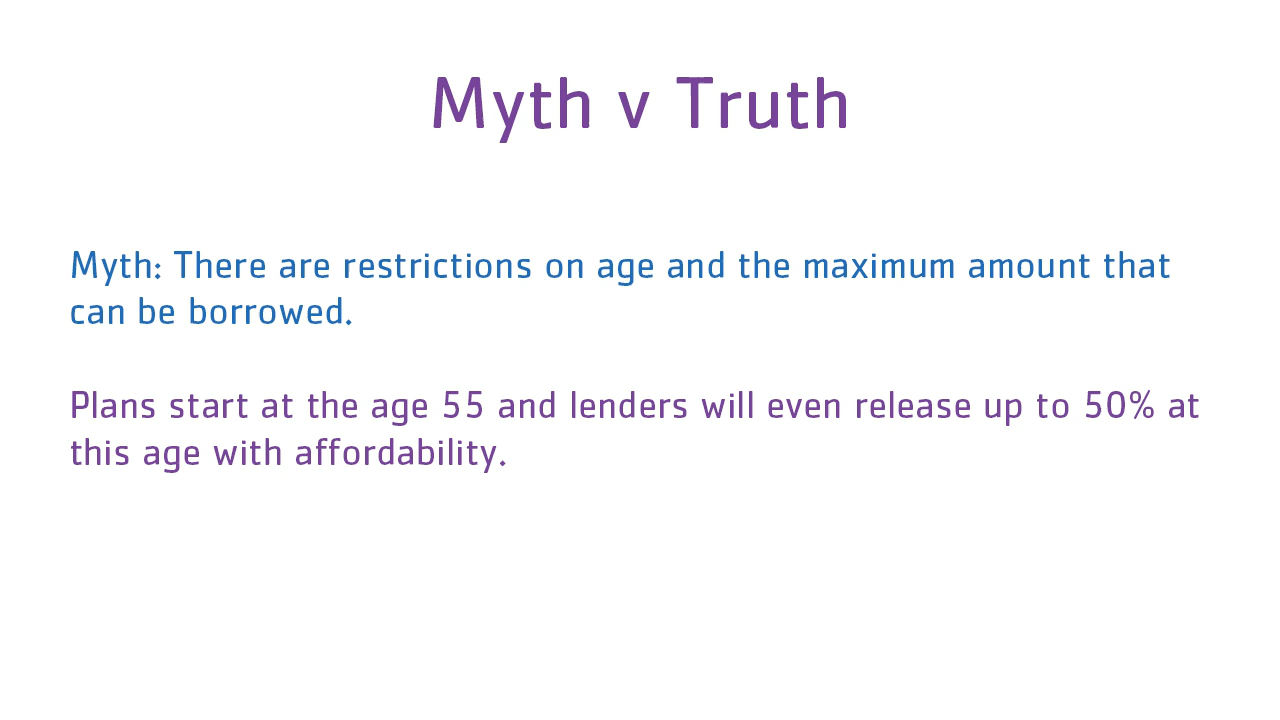 Myth v Truth
Myth: There are restrictions on age and the maximum amount that
can be borrowed.
Plans start at the age 55 and lenders will even release up to 50% at
this age with affordability.